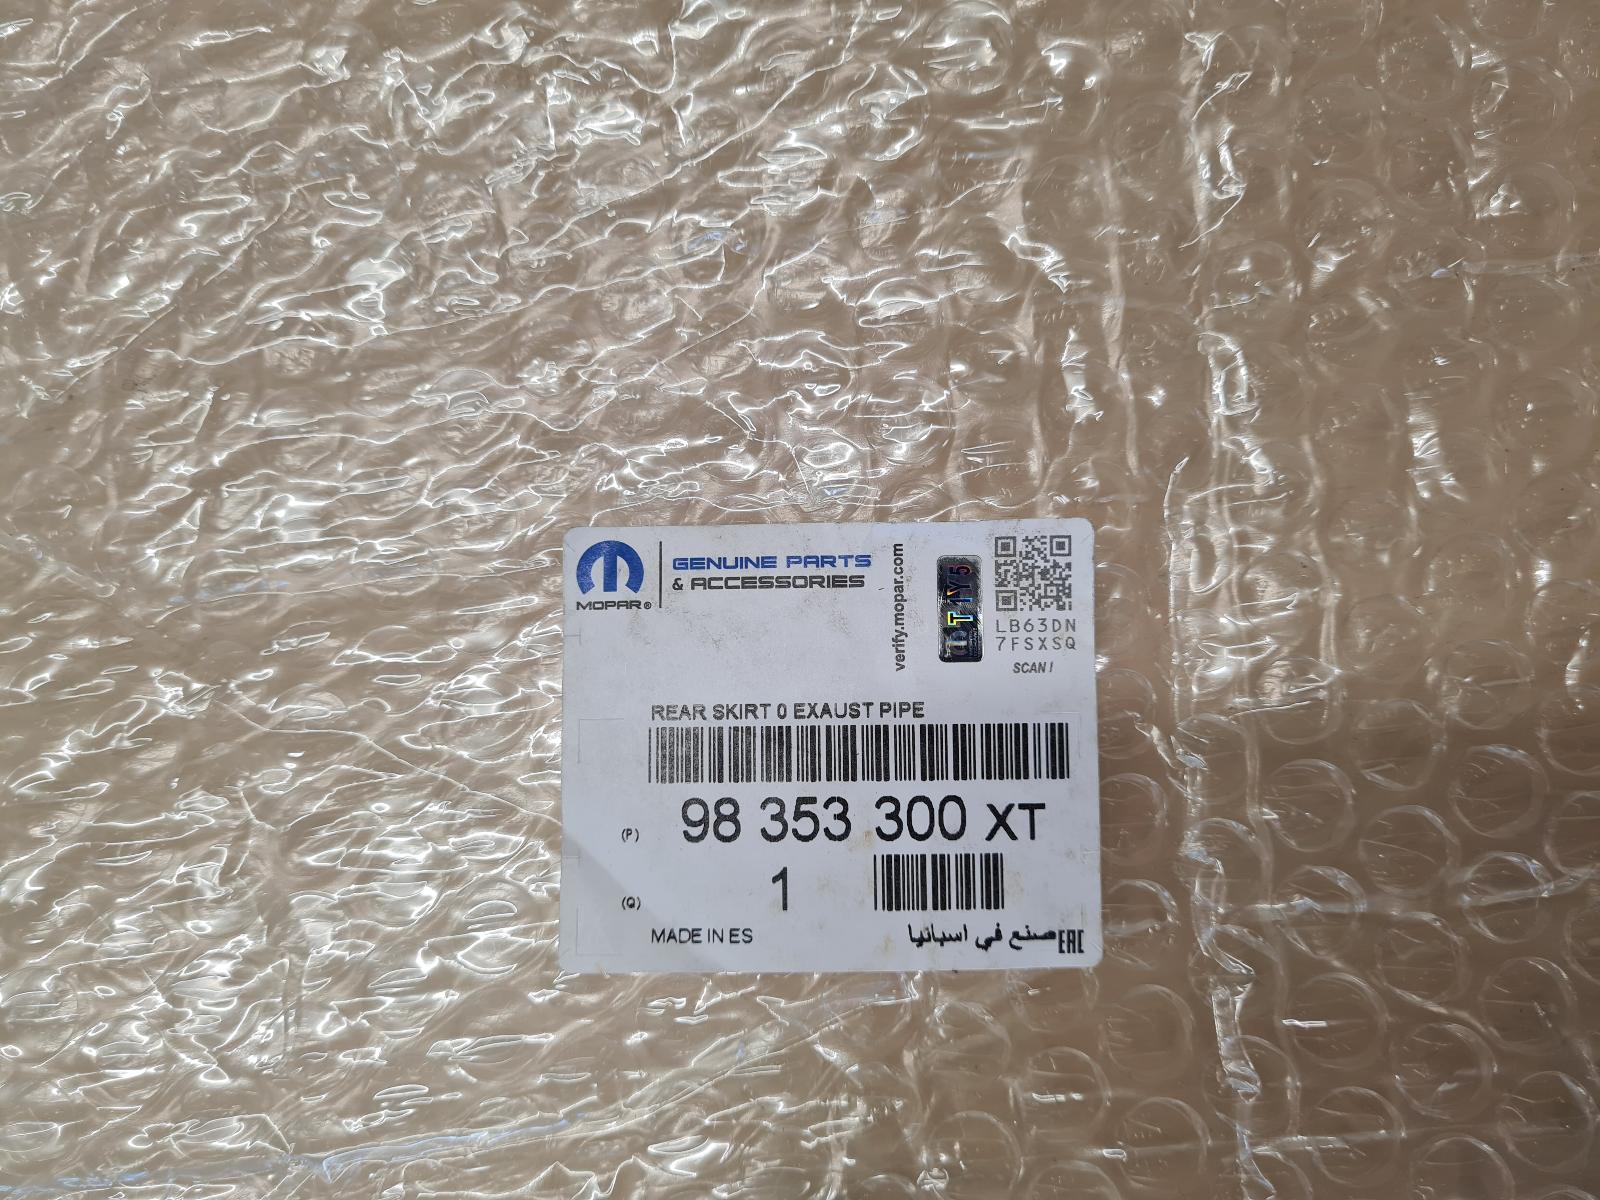 MOPAR®
GENUINE PARTS
& ACCESSORIES
verify.mopar.com
LB63DN
7FSXSQ
SCAN!
REAR SKIRT 0 EXAUST PIPE
(P) 98 353 300 XT
(Q) 1
MADE IN ES
صنع في اسبانيا EAC